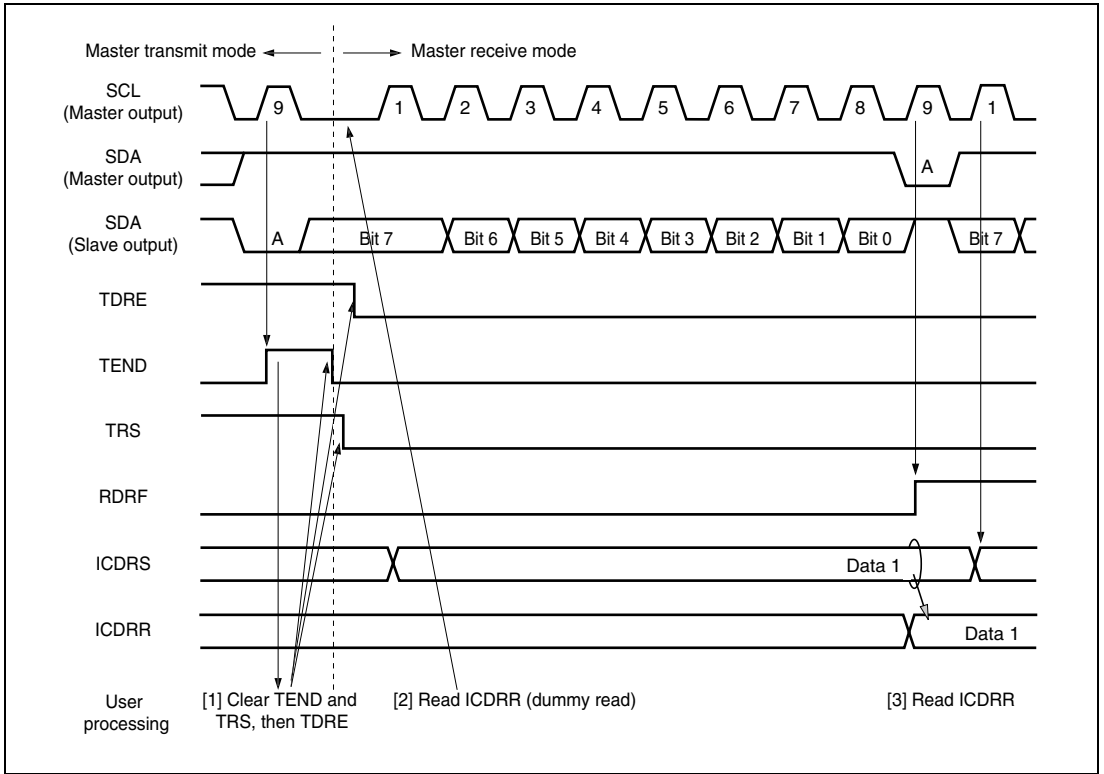 Master transmit mode
Master receive mode
SCL
(Master output)
9
1
2
3
4
5
6
7
8
9
1
SDA
(Master output)
A
SDA
(Slave output)
A
Bit 7
Bit 6
Bit 5
Bit 4
Bit 3
Bit 2
Bit 1
Bit 0
Bit 7
TDRE
TEND
TRS
RDRF
ICDRS
Data 1
ICDRR
Data 1
User
processing
[1] Clear TEND and
TRS, then TDRE
[2] Read ICDRR (dummy read)
[3] Read ICDRR